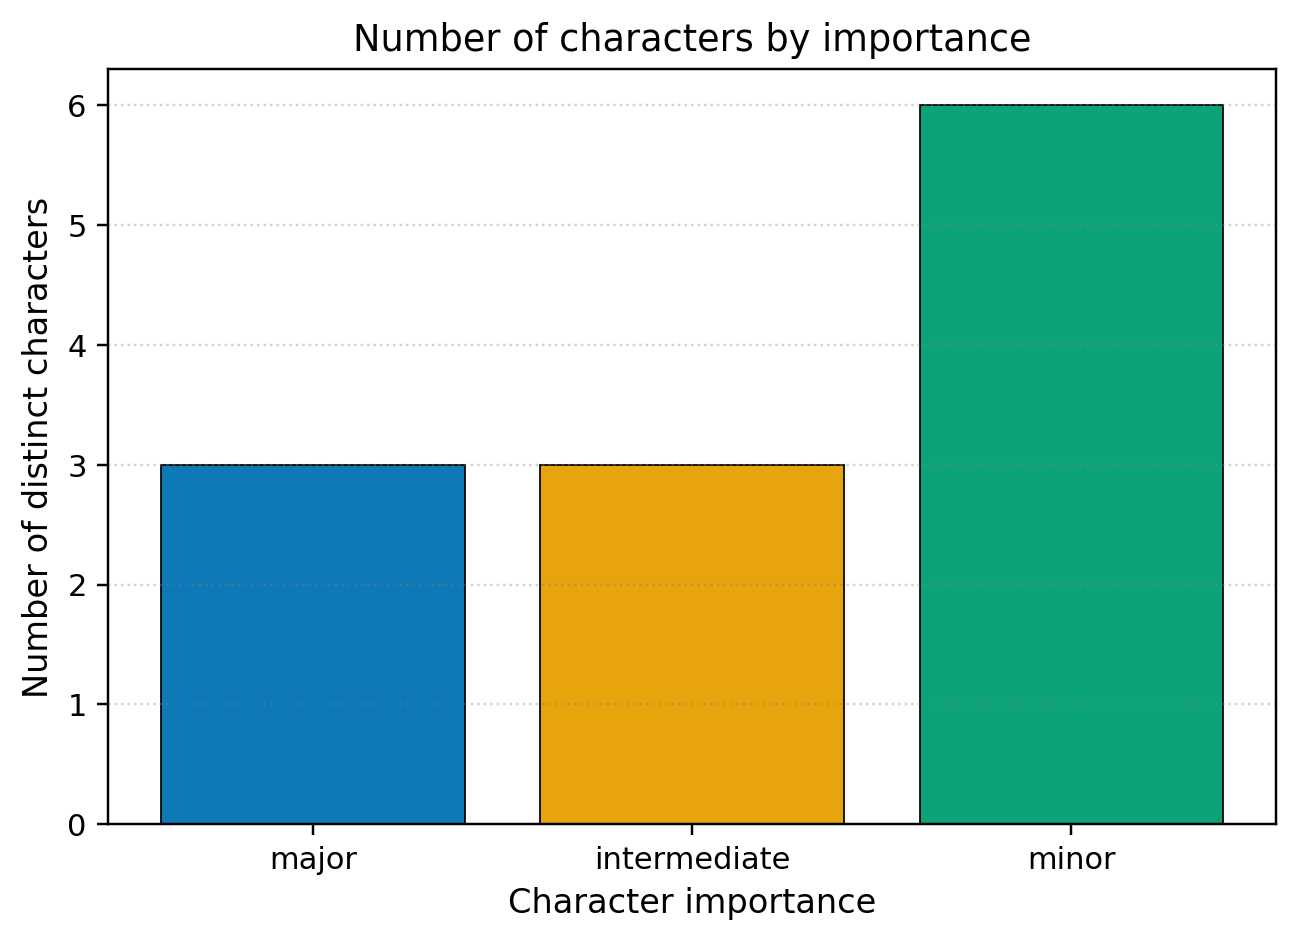 Number of characters by importance
Number of distinct characters
6
5
4
3
2
1
0
major
intermediate
minor
Character importance